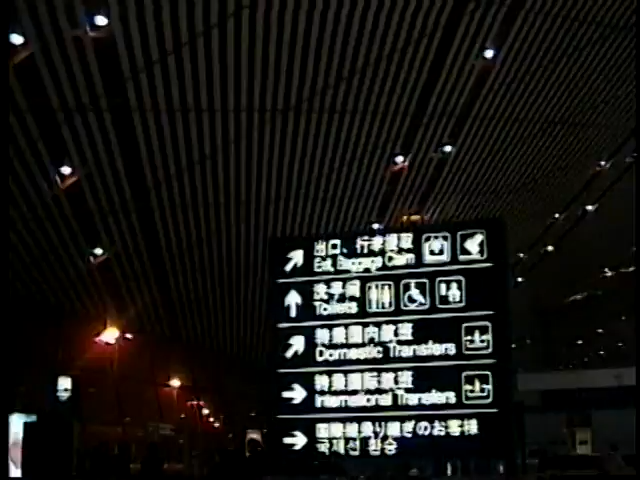 出口、行李提取
Exit, Baggage Claim
洗手间
Toilets
转乘国内航班
Domestic Transfers
转乘国际航班
International Transfers
国際線乗り継ぎのお客様
국제선 환승